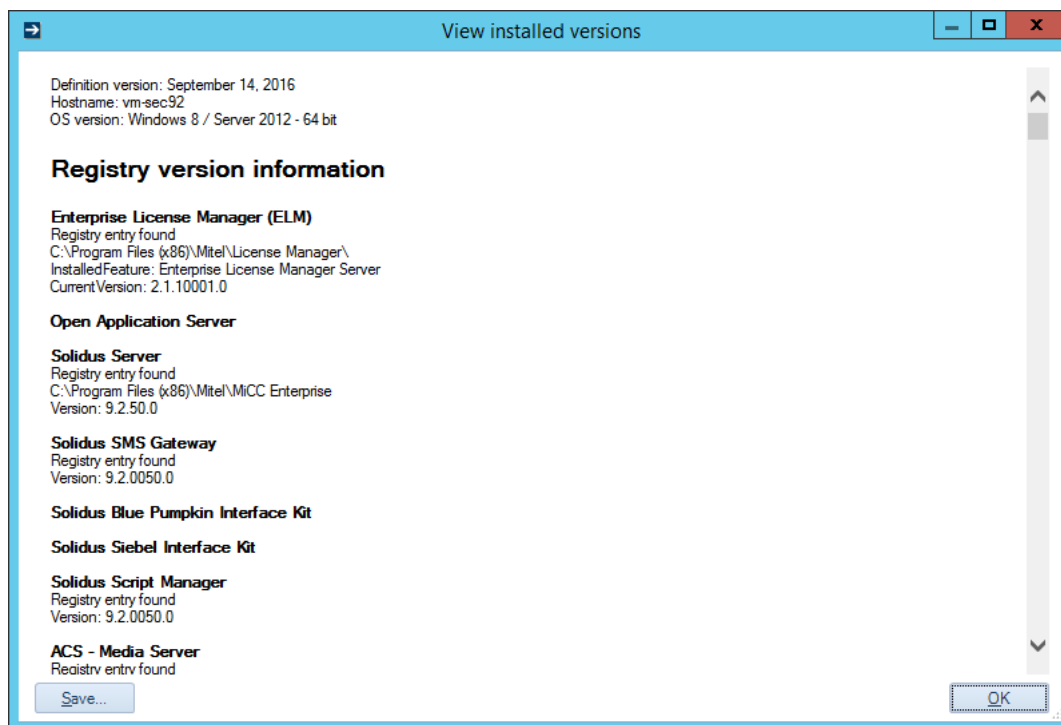 View installed versions
Definition version: September 14, 2016
Hostname: vm-sec92
OS version: Windows 8 / Server 2012 - 64 bit
Registry version information
Enterprise License Manager (ELM)
Registry entry found
C:\Program Files (x86)\Mitel\License Manager\
InstalledFeature: Enterprise License Manager Server
CurrentVersion: 2.1.10001.0
Open Application Server
Solidus Server
Registry entry found
C:\Program Files (x86)\Mitel\MiCC Enterprise
Version: 9.2.50.0
Solidus SMS Gateway
Registry entry found
Version: 9.2.0050.0
Solidus Blue Pumpkin Interface Kit
Solidus Siebel Interface Kit
Solidus Script Manager
Registry entry found
Version: 9.2.0050.0
ACS - Media Server
Registry entry found
Save...
OK